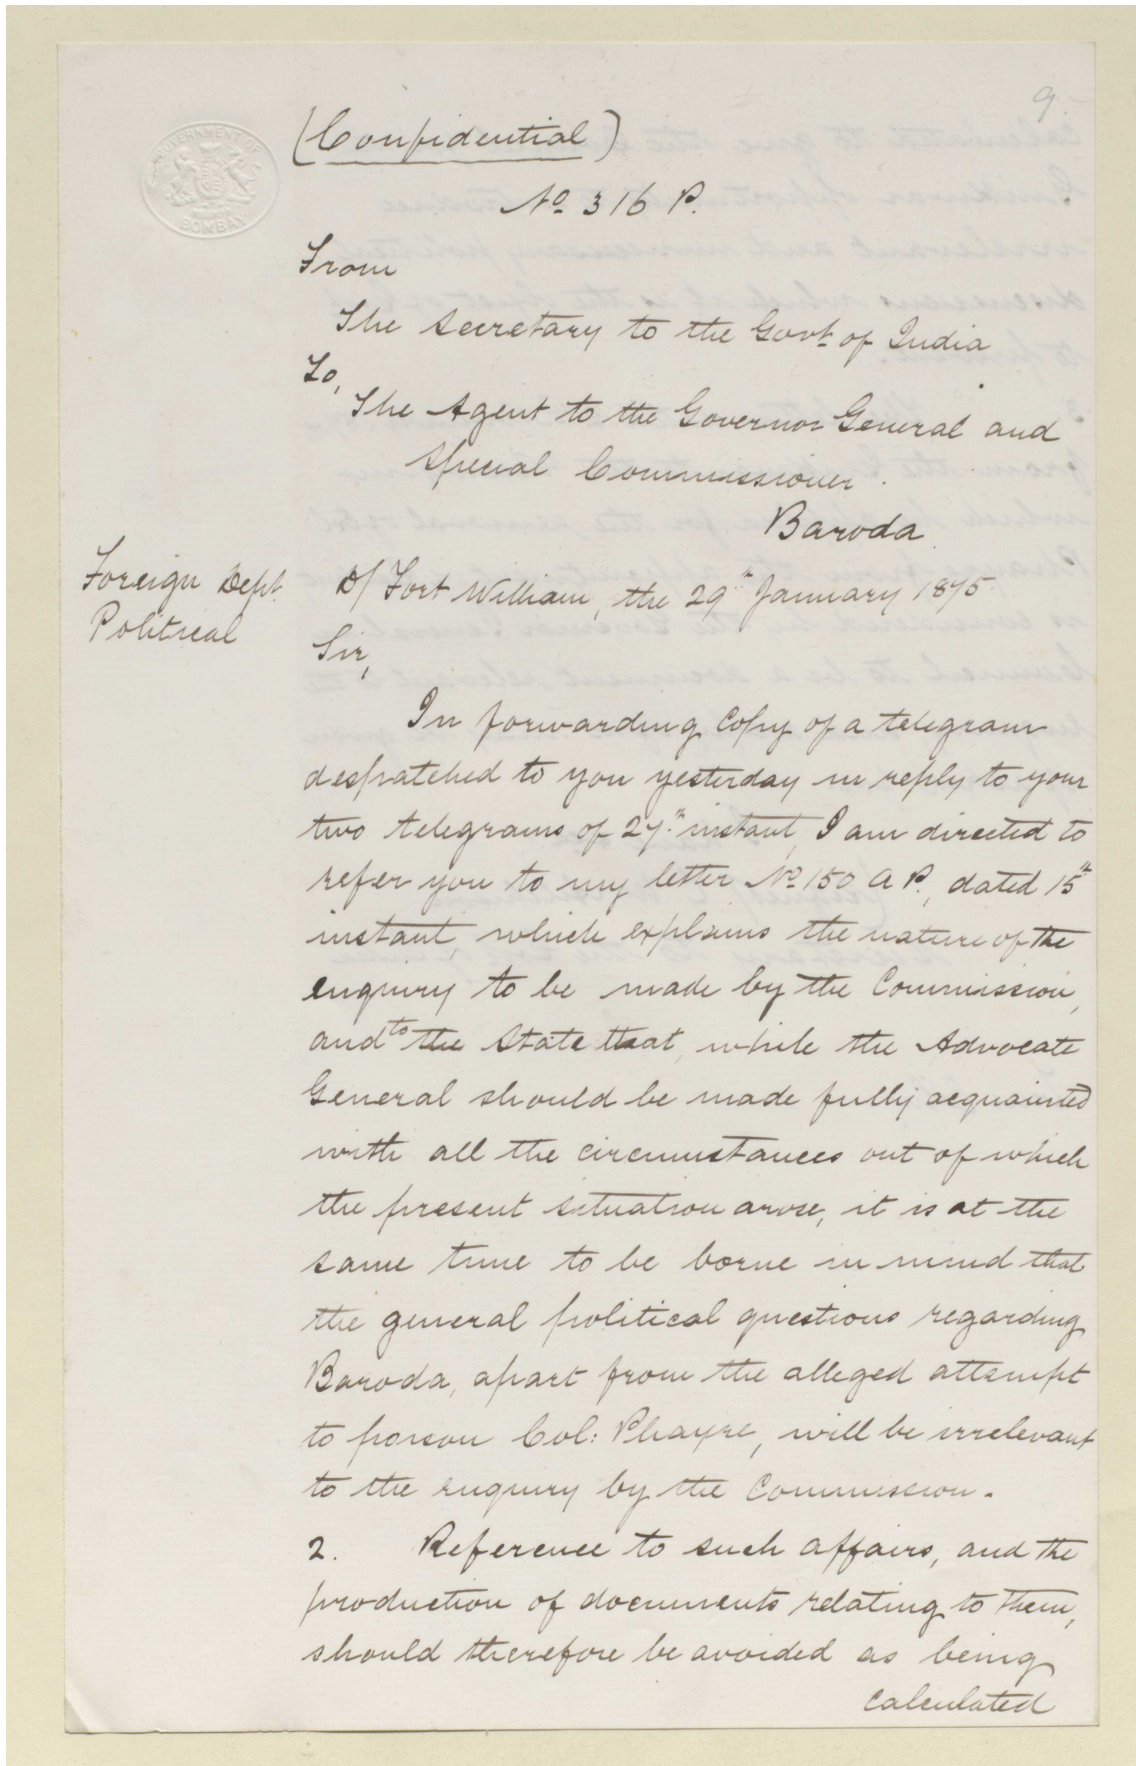 9.
GOVERNMENT OF
BOMBAY
(Confidential)
No. 316 P.
From
The Secretary to the Govt. of India
To,
The Agent to the Governor General and
Special Commissioner.
Baroda.
Foreign Dept.
Political
D/ Fort William, the 29th January 1875.
Sir,
In forwarding copy of a telegram
despatched to you yesterday in reply to your
two telegrams of 27th instant, I am directed to
refer you to my letter No. 150 A P., dated 15th
instant, which explains the nature of the
enquiry to be made by the Commission,
and to the State that, while the Advocate
General should be made fully acquainted
with all the circumstances out of which
the present situation arose, it is at the
same time to be borne in mind that
the general political questions regarding
Baroda, apart from the alleged attempt
to poison Col: Phayre, will be irrelevant
to the enquiry by the Commission.
2. Reference to such affairs, and the
production of documents relating to them,
should therefore be avoided as being
calculated